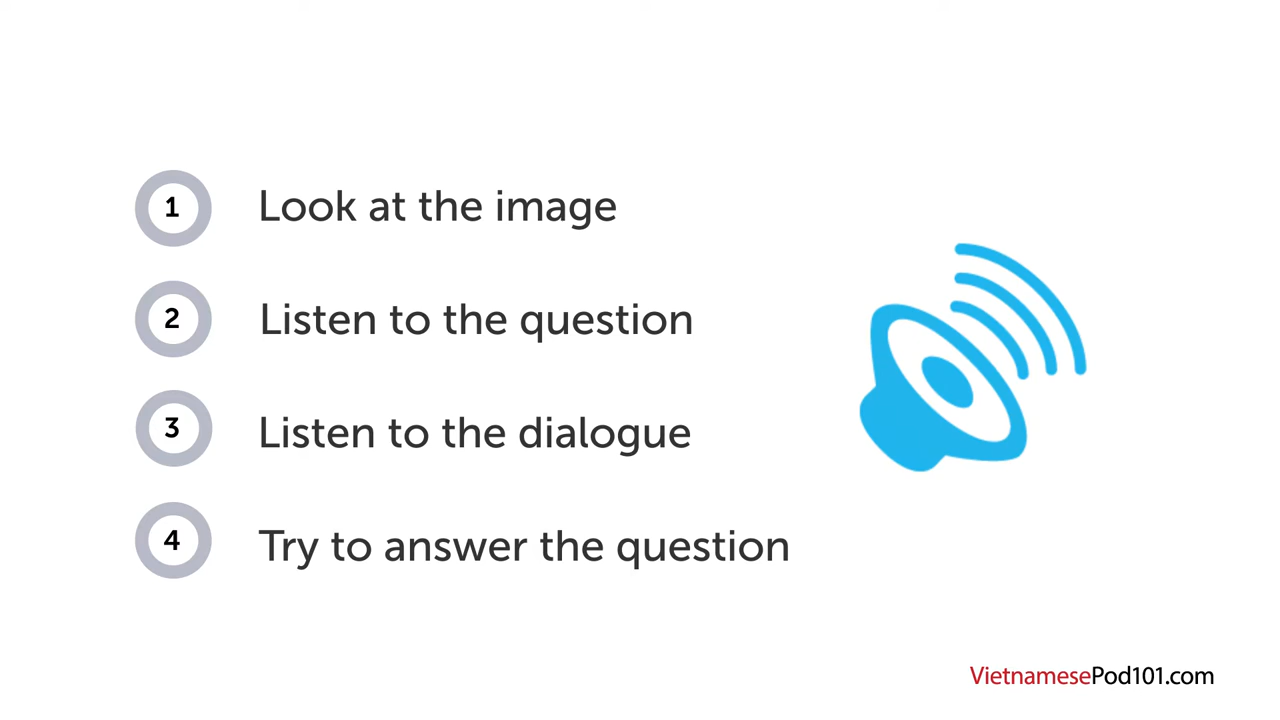 1 Look at the image
2 Listen to the question
3 Listen to the dialogue
4 Try to answer the question
VietnamesePod101.com